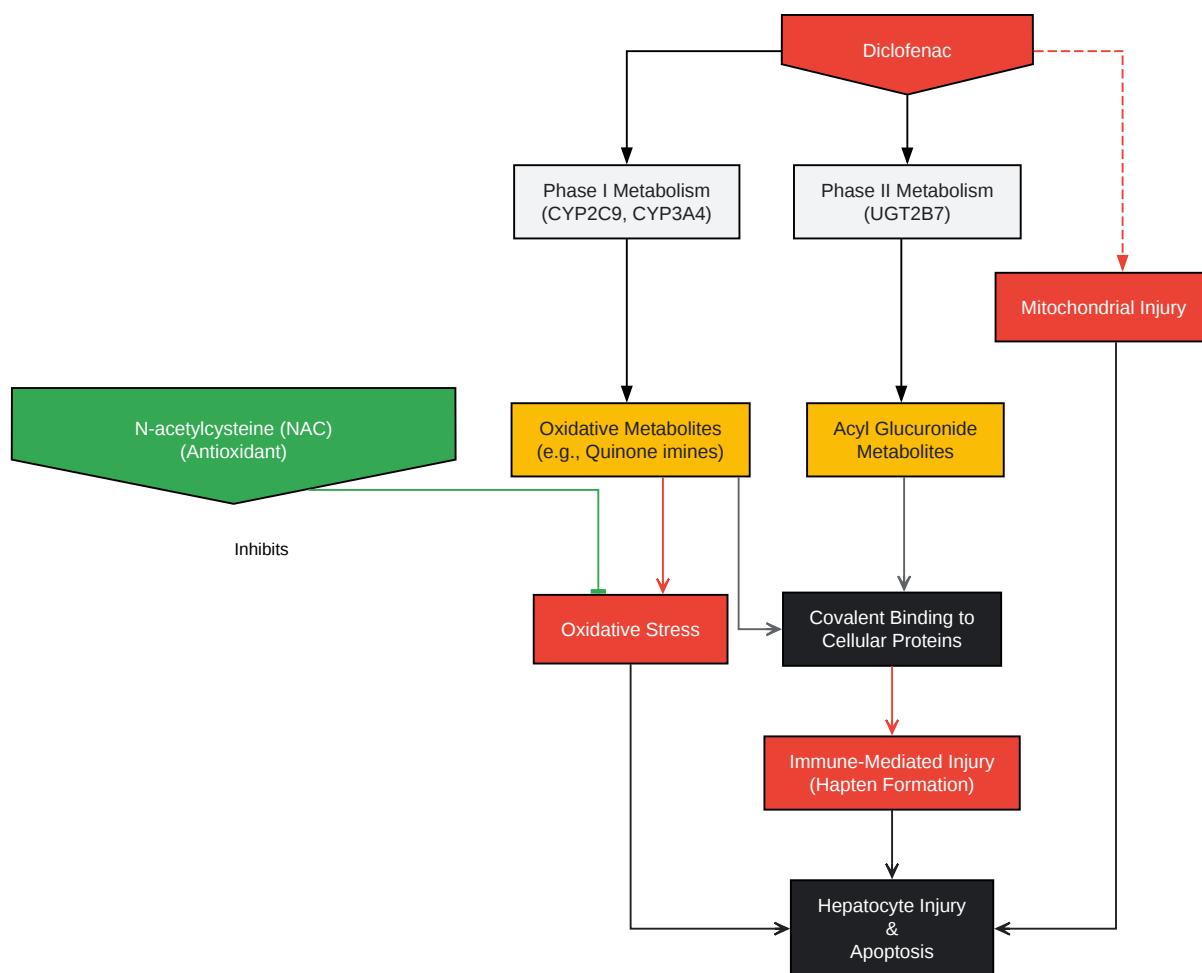 Diclofenac
Phase I Metabolism
(CYP2C9, CYP3A4)
Phase II Metabolism
(UGT2B7)
Mitochondrial Injury
N-acetylcysteine (NAC)
(Antioxidant)
Oxidative Metabolites
(e.g., Quinone imines)
Acyl Glucuronide
Metabolites
Inhibits
Oxidative Stress
Covalent Binding to
Cellular Proteins
Immune-Mediated Injury
(Hapten Formation)
Hepatocyte Injury
&
Apoptosis